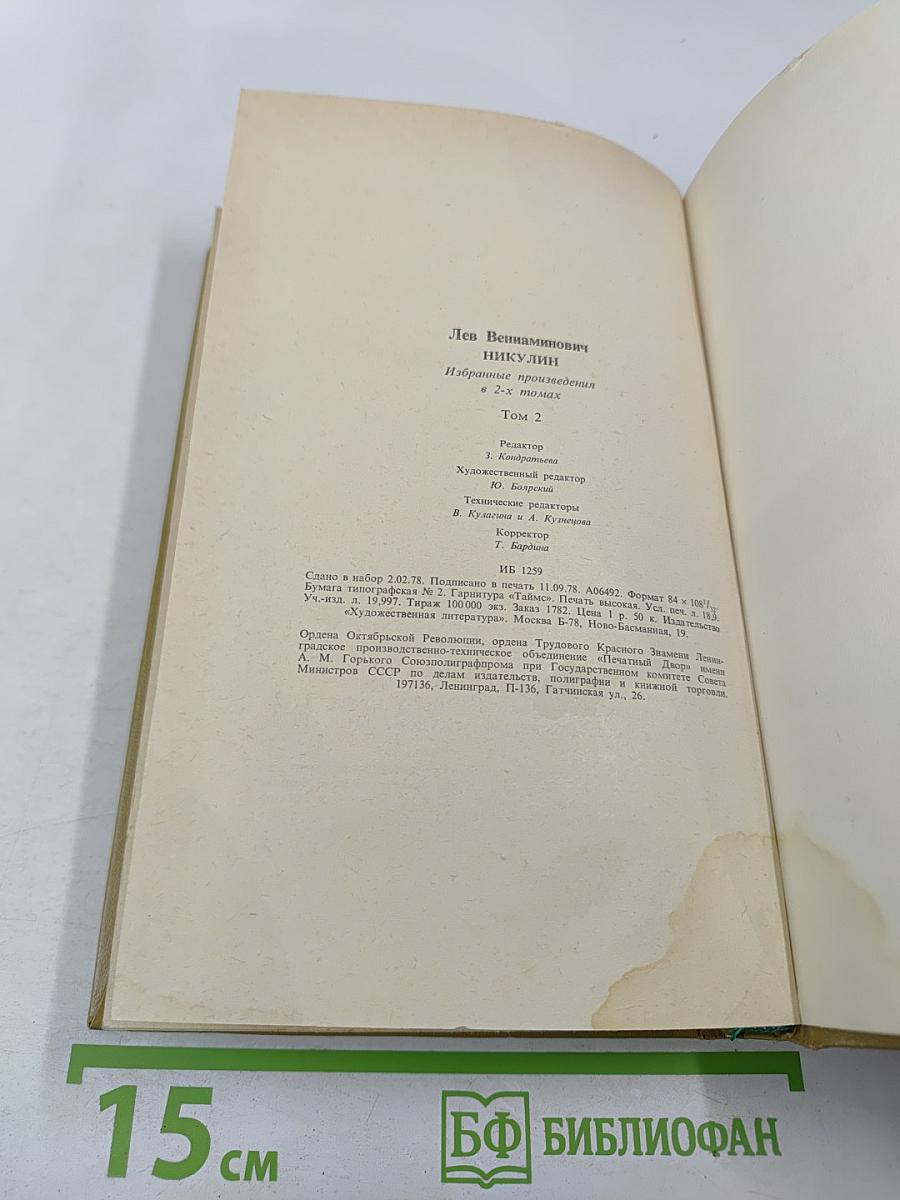 Лев Вениаминович
НИКУЛИН
Избранные произведения
в 2-х томах
Том 2
Редактор
З. Кондратьева
Художественный редактор
Ю. Боярский
Технические редакторы
В. Кулагина и А. Кузнецова
Корректор
Т. Бардина
ИБ 1259
Сдано в набор 2.02.78. Подписано в печать 11.09.78. А06492. Формат 84 × 108¹/₃₂.
Бумага типографская № 2. Гарнитура «Таймс». Печать высокая. Усл. печ. л. 18,9.
Уч.-изд. л. 19,997. Тираж 100 000 экз. Заказ 1782. Цена 1 р. 50 к. Издательство
«Художественная литература». Москва Б-78, Ново-Басманная, 19.
Ордена Октябрьской Революции, ордена Трудового Красного Знамени Ленин-
градское производственно-техническое объединение «Печатный Двор» имени
А. М. Горького Союзполиграфпрома при Государственном комитете Совета
Министров СССР по делам издательств, полиграфии и книжной торговли.
197136, Ленинград, П-136, Гатчинская ул., 26.
15 см
БФ БИБЛИОФАН